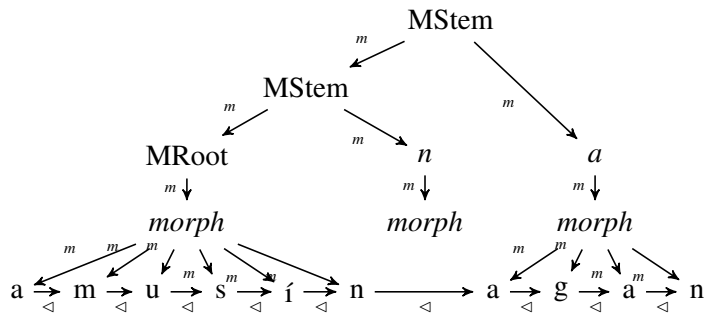 MStem
m
MStem
m
m
MRoot n a
m m m
morph morph morph
m m m m m
a m u s í n a g a n
m m m m m
◁ ◁ ◁ ◁ ◁ ◁ ◁ ◁ ◁